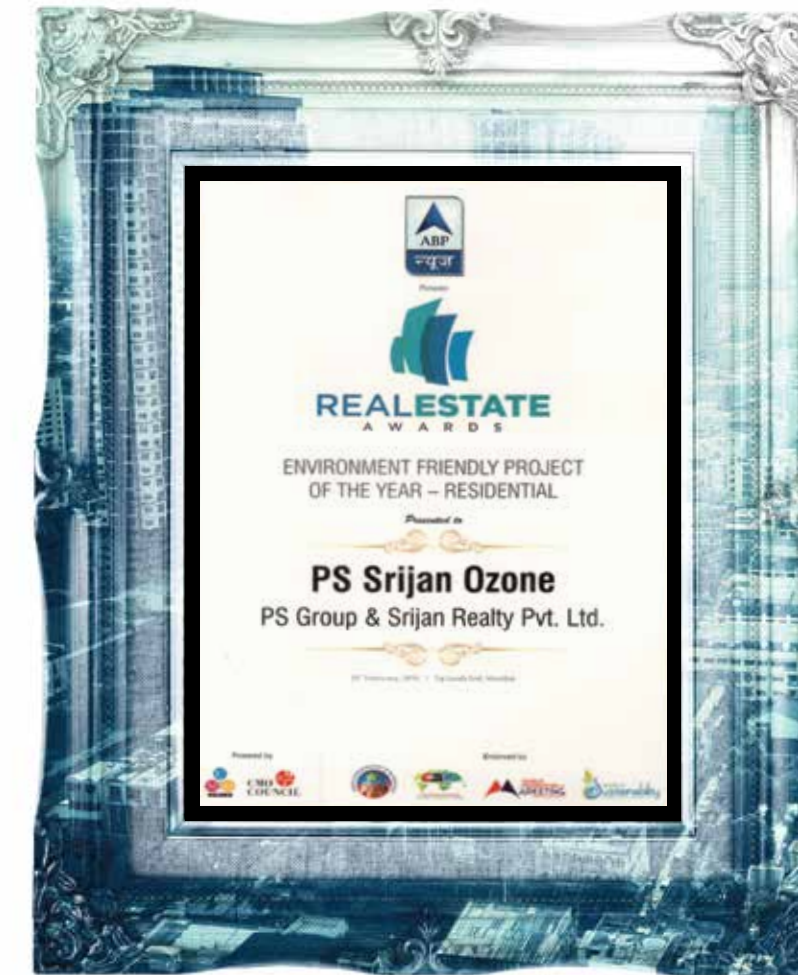 ABP
न्यूज़
Presents
REALESTATE
AWARDS
ENVIRONMENT FRIENDLY PROJECT
OF THE YEAR – RESIDENTIAL
Presented to
PS Srijan Ozone
PS Group & Srijan Realty Pvt. Ltd.
Powered by
Endorsed by
CMO
COUNCIL